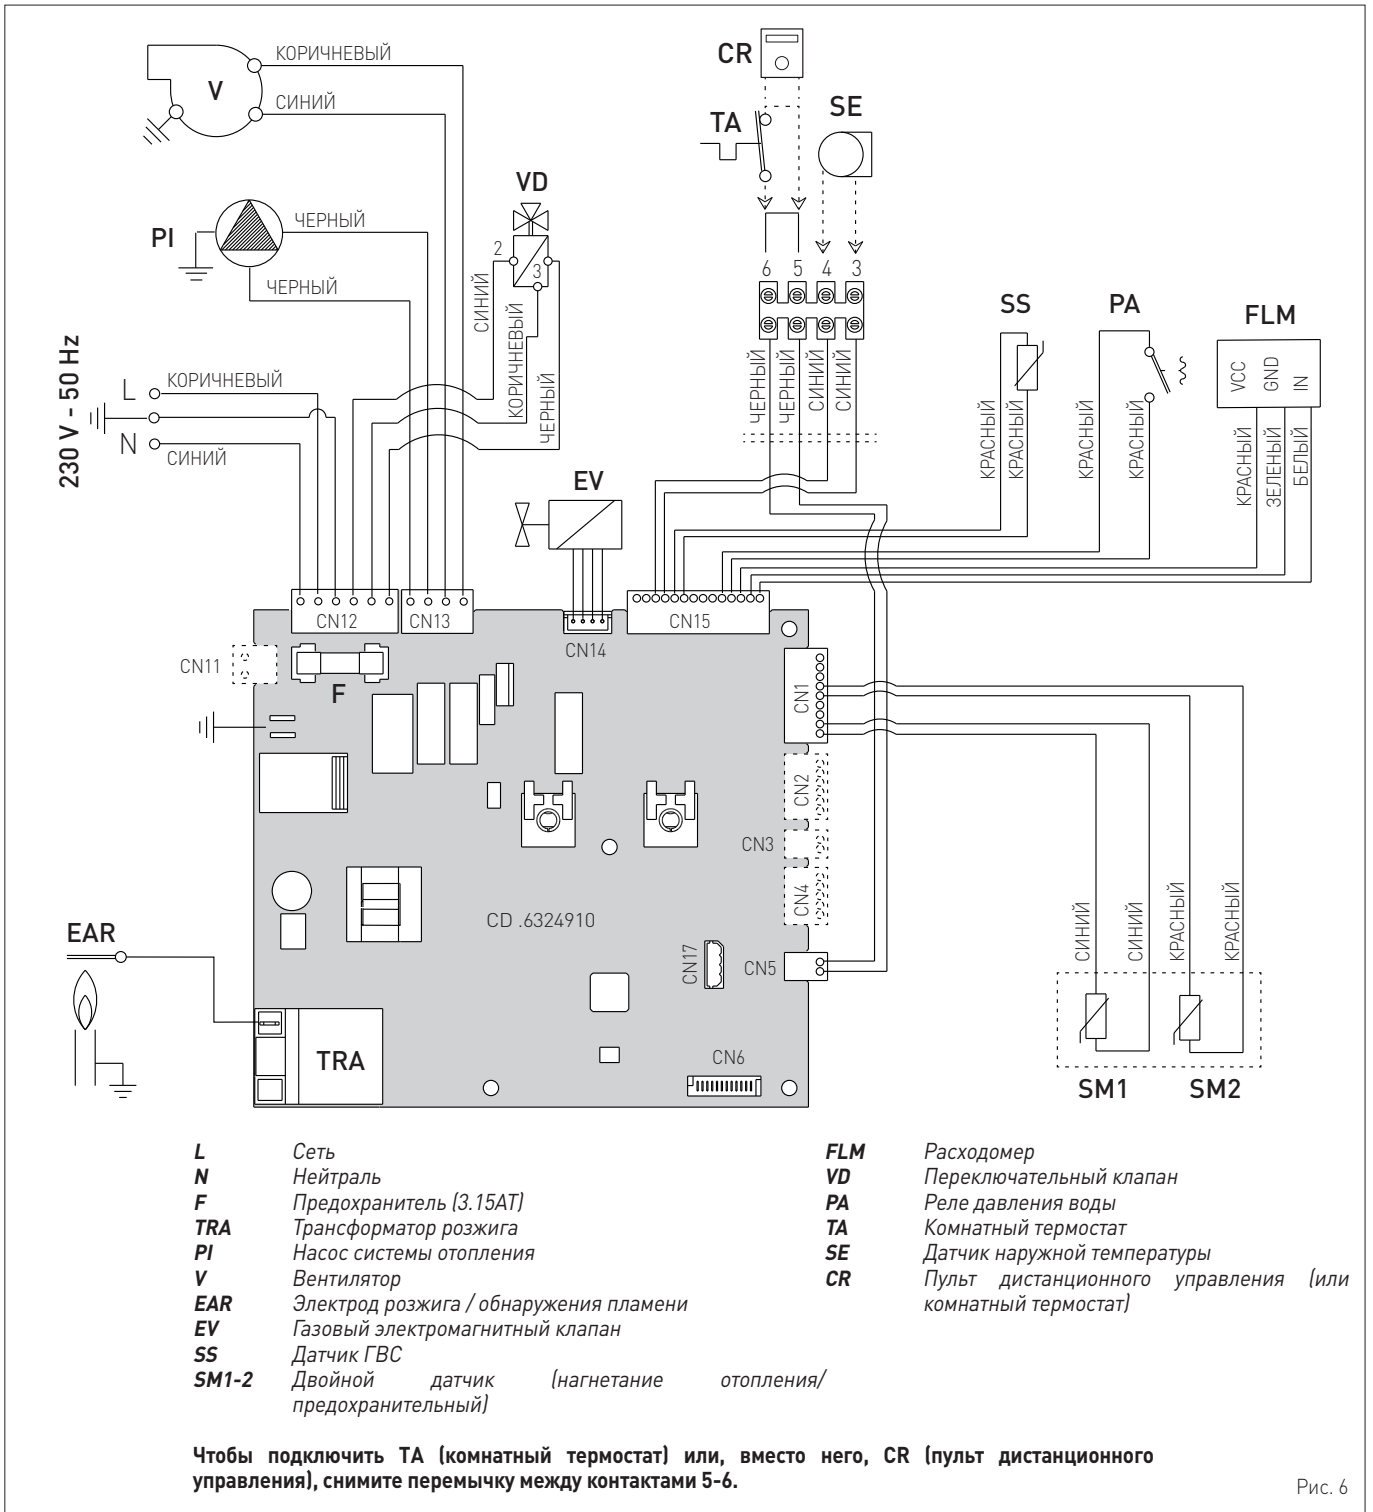 КОРИЧНЕВЫЙ
V
СИНИЙ
PI
ЧЕРНЫЙ
ЧЕРНЫЙ
VD
2
3
СИНИЙ
КОРИЧНЕВЫЙ
ЧЕРНЫЙ
230 V - 50 Hz
L
КОРИЧНЕВЫЙ
N
СИНИЙ
CR
TA
SE
6 5 4 3
ЧЕРНЫЙ
ЧЕРНЫЙ
СИНИЙ
СИНИЙ
SS
КРАСНЫЙ
КРАСНЫЙ
PA
КРАСНЫЙ
КРАСНЫЙ
FLM
VCC
GND
IN
КРАСНЫЙ
ЗЕЛЕНЫЙ
БЕЛЫЙ
EV
CN12
CN13
CN14
CN15
CN11
F
CN1
CN2
CN3
CN4
CD .6324910
CN17
CN5
CN6
EAR
TRA
СИНИЙ
СИНИЙ
КРАСНЫЙ
КРАСНЫЙ
SM1
SM2
L Сеть
N Нейтраль
F Предохранитель (3.15AT)
TRA Трансформатор розжига
PI Насос системы отопления
V Вентилятор
EAR Электрод розжига / обнаружения пламени
EV Газовый электромагнитный клапан
SS Датчик ГВС
SM1-2 Двойной датчик (нагнетание отопления/
предохранительный)
FLM Расходомер
VD Переключательный клапан
PA Реле давления воды
TA Комнатный термостат
SE Датчик наружной температуры
CR Пульт дистанционного управления (или
комнатный термостат)
Чтобы подключить ТА (комнатный термостат) или, вместо него, CR (пульт дистанционного
управления), снимите перемычку между контактами 5-6.
Рис. 6